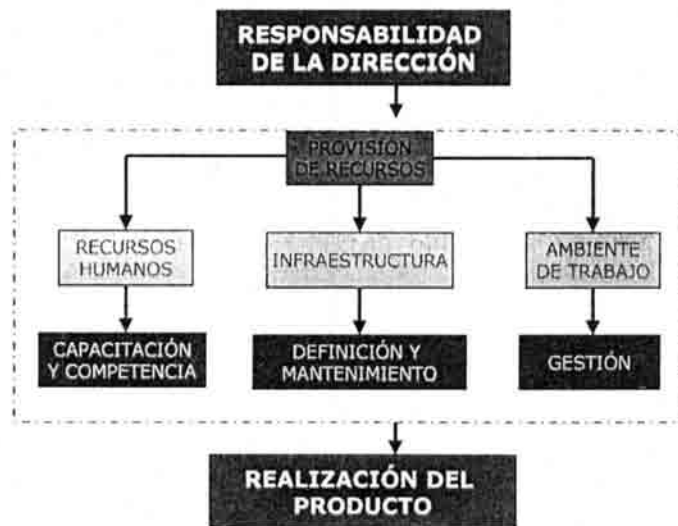 RESPONSABILIDAD
DE LA DIRECCIÓN
PROVISIÓN
DE RECURSOS
RECURSOS
HUMANOS
INFRAESTRUCTURA
AMBIENTE
DE TRABAJO
CAPACITACIÓN
Y COMPETENCIA
DEFINICIÓN Y
MANTENIMIENTO
GESTIÓN
REALIZACIÓN DEL
PRODUCTO